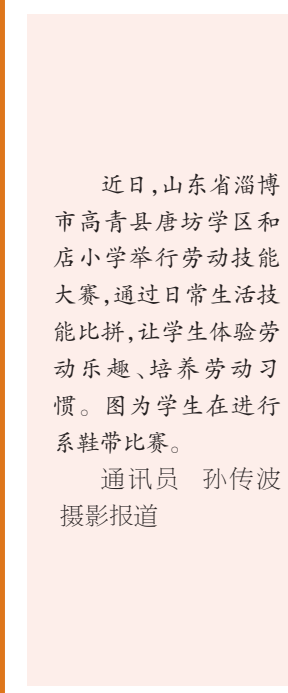 近日,山东省淄博
市高青县唐坊学区和
店小学举行劳动技能
大赛,通过日常生活技
能比拼,让学生体验劳
动乐趣、培养劳动习
惯。图为学生在进行
系鞋带比赛。
通讯员 孙传波
摄影报道